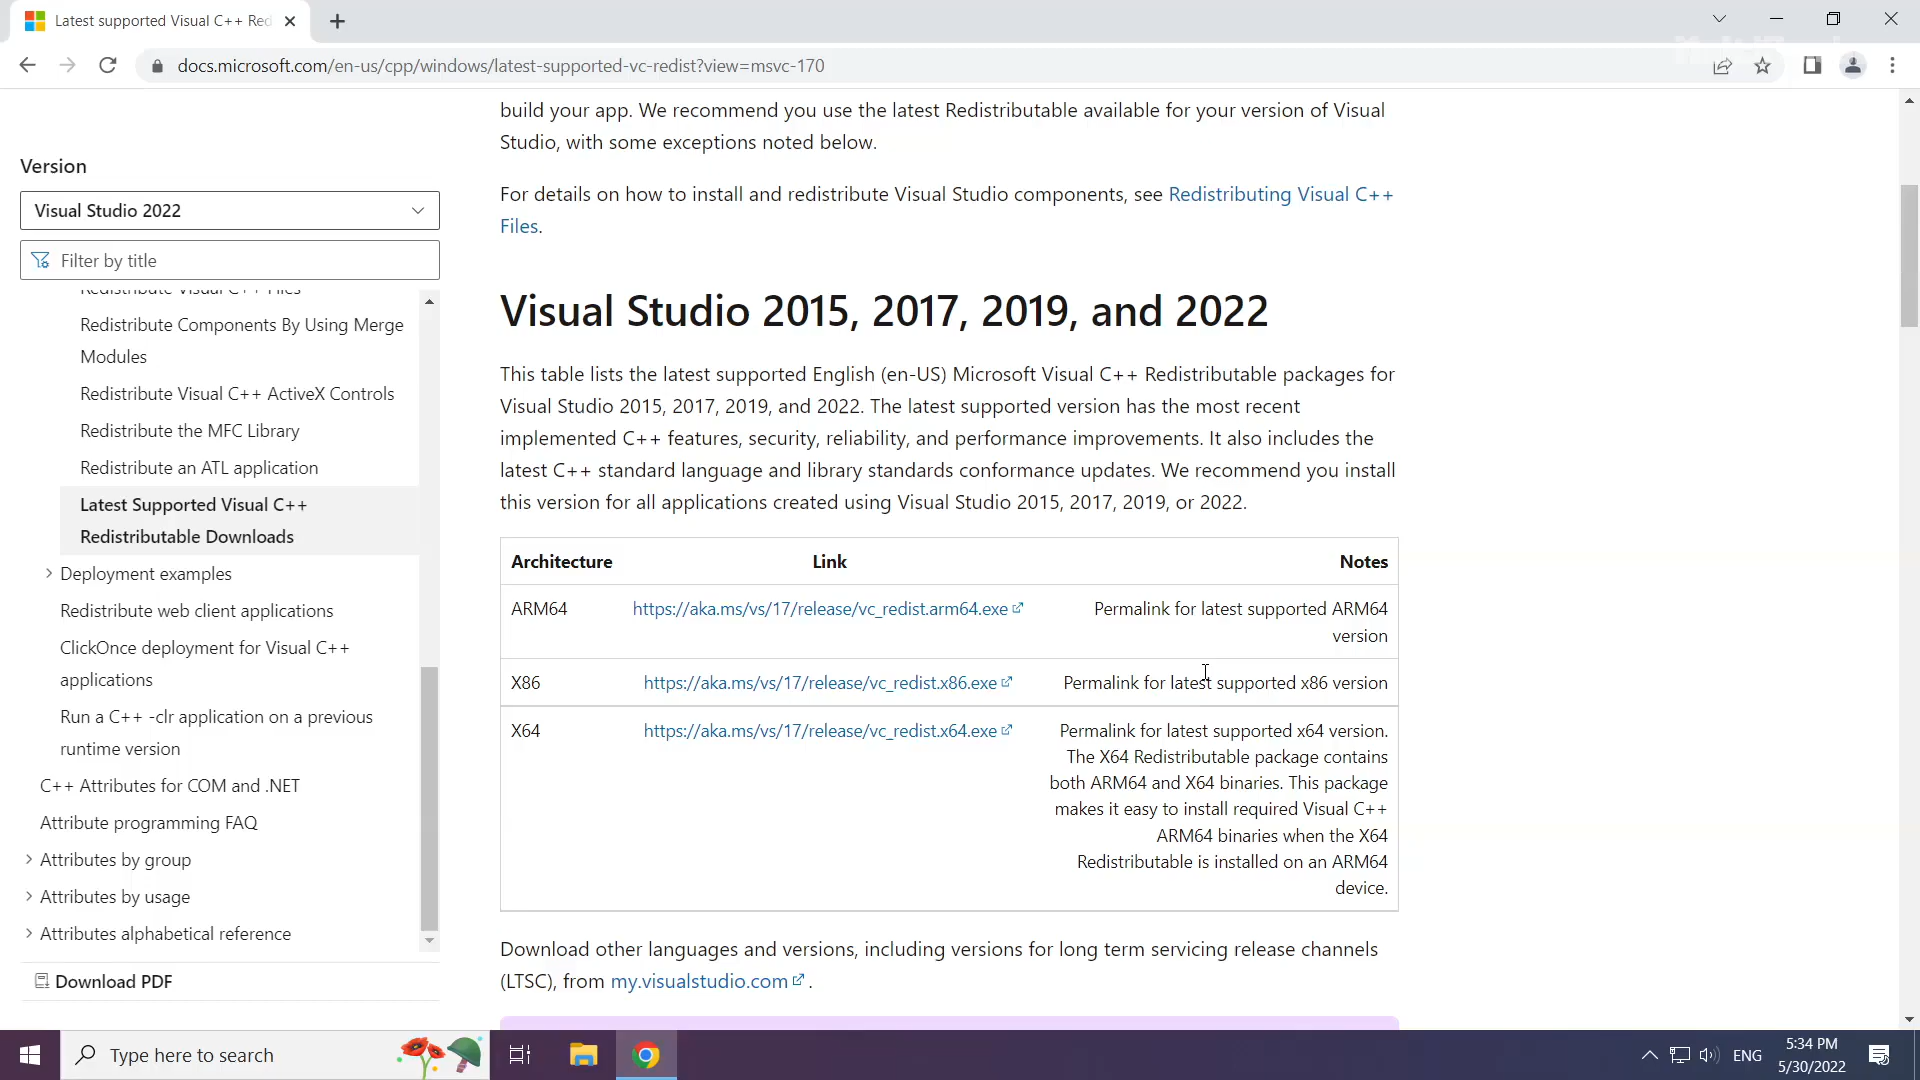 Latest supported Visual C++ Red
docs.microsoft.com/en-us/cpp/windows/latest-supported-vc-redist?view=msvc-170
Version
Visual Studio 2022
Filter by title
Redistribute Visual C++ Files
Redistribute Components By Using Merge
Modules
Redistribute Visual C++ ActiveX Controls
Redistribute the MFC Library
Redistribute an ATL application
Latest Supported Visual C++
Redistributable Downloads
Deployment examples
Redistribute web client applications
ClickOnce deployment for Visual C++
applications
Run a C++ -clr application on a previous
runtime version
C++ Attributes for COM and .NET
Attribute programming FAQ
Attributes by group
Attributes by usage
Attributes alphabetical reference
Download PDF
build your app. We recommend you use the latest Redistributable available for your version of Visual
Studio, with some exceptions noted below.
For details on how to install and redistribute Visual Studio components, see Redistributing Visual C++
Files.
Visual Studio 2015, 2017, 2019, and 2022
This table lists the latest supported English (en-US) Microsoft Visual C++ Redistributable packages for
Visual Studio 2015, 2017, 2019, and 2022. The latest supported version has the most recent
implemented C++ features, security, reliability, and performance improvements. It also includes the
latest C++ standard language and library standards conformance updates. We recommend you install
this version for all applications created using Visual Studio 2015, 2017, 2019, or 2022.
Architecture Link Notes
ARM64 https://aka.ms/vs/17/release/vc_redist.arm64.exe Permalink for latest supported ARM64
version
X86 https://aka.ms/vs/17/release/vc_redist.x86.exe Permalink for latest supported x86 version
X64 https://aka.ms/vs/17/release/vc_redist.x64.exe Permalink for latest supported x64 version.
The X64 Redistributable package contains
both ARM64 and X64 binaries. This package
makes it easy to install required Visual C++
ARM64 binaries when the X64
Redistributable is installed on an ARM64
device.
Download other languages and versions, including versions for long term servicing release channels
(LTSC), from my.visualstudio.com .
Type here to search
ENG
5:34 PM
5/30/2022